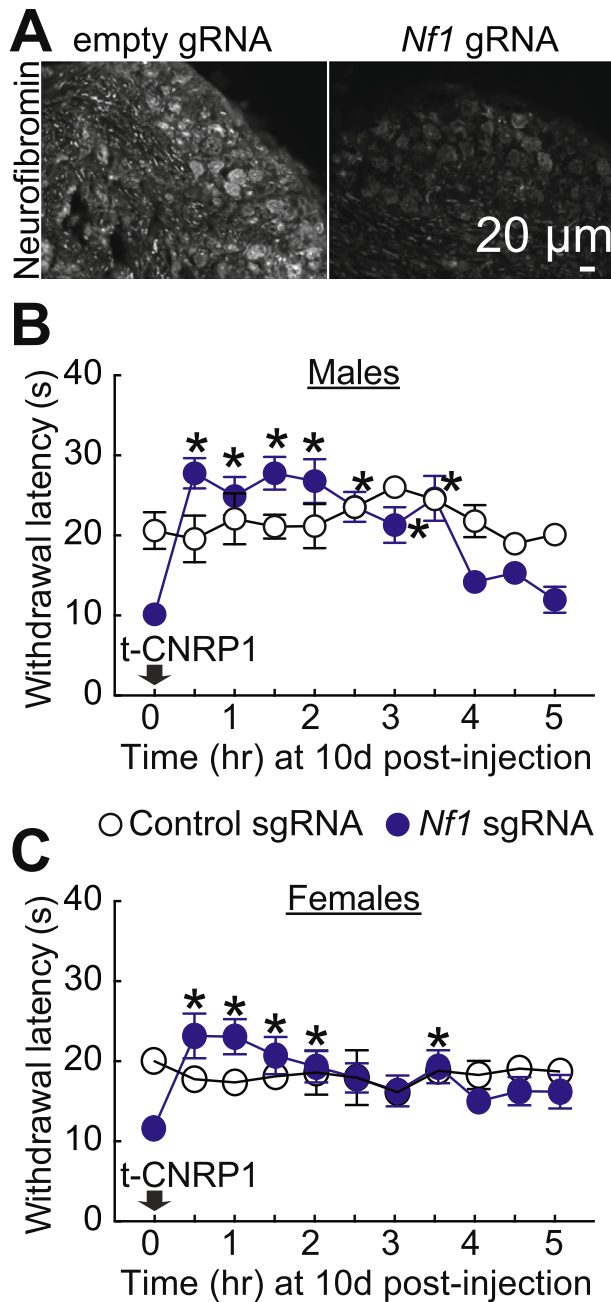 A
empty gRNA
Nf1 gRNA
Neurofibromin
20 µm
B
Males
Withdrawal latency (s)
40
30
20
10
0
* * * * * * *
t-CNRP1
0 1 2 3 4 5
Time (hr) at 10d post-injection
Control sgRNA Nf1 sgRNA
C
Females
Withdrawal latency (s)
40
30
20
10
0
* * * * *
t-CNRP1
0 1 2 3 4 5
Time (hr) at 10d post-injection